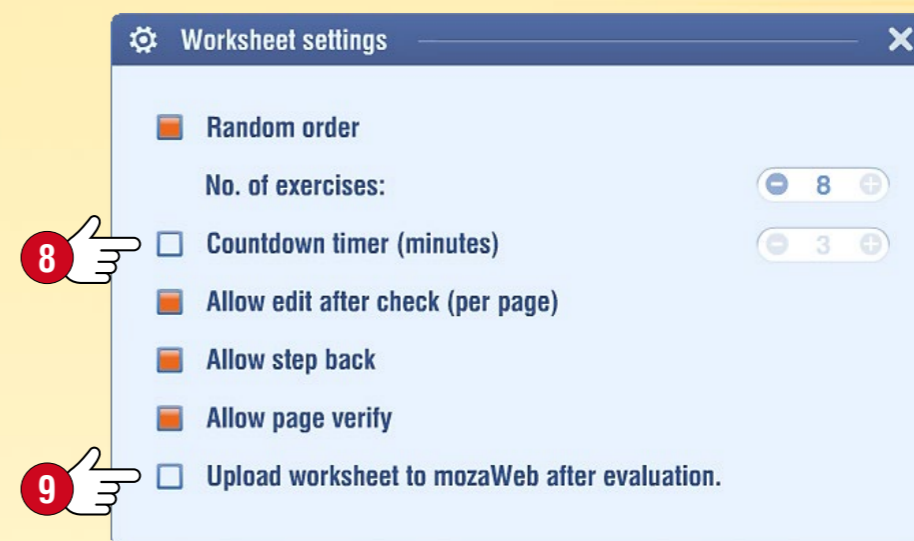 Worksheet settings
Random order
No. of exercises: 8
8 Countdown timer (minutes) 3
Allow edit after check (per page)
Allow step back
Allow page verify
9 Upload worksheet to mozaWeb after evaluation.